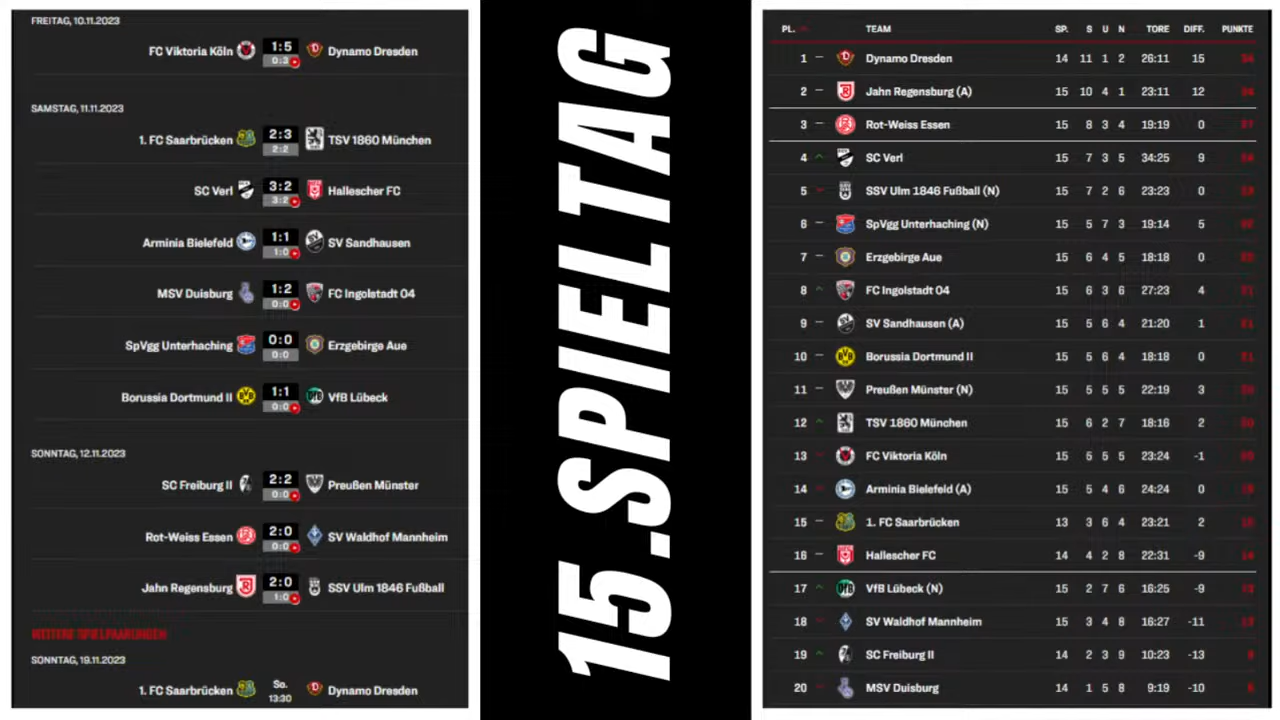 FREITAG, 10.11.2023
FC Viktoria Köln 1:5 Dynamo Dresden
0:3
SAMSTAG, 11.11.2023
1. FC Saarbrücken 2:3 TSV 1860 München
2:2
SC Verl 3:2 Hallescher FC
3:2
Arminia Bielefeld 1:1 SV Sandhausen
1:0
MSV Duisburg 1:2 FC Ingolstadt 04
0:0
SpVgg Unterhaching 0:0 Erzgebirge Aue
0:0
Borussia Dortmund II 1:1 VfB Lübeck
0:0
SONNTAG, 12.11.2023
SC Freiburg II 2:2 Preußen Münster
0:0
Rot-Weiss Essen 2:0 SV Waldhof Mannheim
0:0
Jahn Regensburg 2:0 SSV Ulm 1846 Fußball
1:0
WEITERE SPIELPAARUNGEN
SONNTAG, 19.11.2023
1. FC Saarbrücken So. 13:30 Dynamo Dresden
15.SPIELTAG
PL. TEAM SP. S U N TORE DIFF. PUNKTE
1 Dynamo Dresden 14 11 1 2 26:11 15
2 Jahn Regensburg (A) 15 10 4 1 23:11 12
3 Rot-Weiss Essen 15 8 3 4 19:19 0
4 SC Verl 15 7 3 5 34:25 9
5 SSV Ulm 1846 Fußball (N) 15 7 2 6 23:23 0
6 SpVgg Unterhaching (N) 15 5 7 3 19:14 5
7 Erzgebirge Aue 15 6 4 5 18:18 0
8 FC Ingolstadt 04 15 6 3 6 27:23 4
9 SV Sandhausen (A) 15 5 6 4 21:20 1
10 Borussia Dortmund II 15 5 6 4 18:18 0
11 Preußen Münster (N) 15 5 5 5 22:19 3
12 TSV 1860 München 15 6 2 7 18:16 2
13 FC Viktoria Köln 15 5 5 5 23:24 -1
14 Arminia Bielefeld (A) 15 5 4 6 24:24 0
15 1. FC Saarbrücken 13 3 6 4 23:21 2
16 Hallescher FC 14 4 2 8 22:31 -9
17 VfB Lübeck (N) 15 2 7 6 16:25 -9
18 SV Waldhof Mannheim 15 3 4 8 16:27 -11
19 SC Freiburg II 14 2 3 9 10:23 -13
20 MSV Duisburg 14 1 5 8 9:19 -10